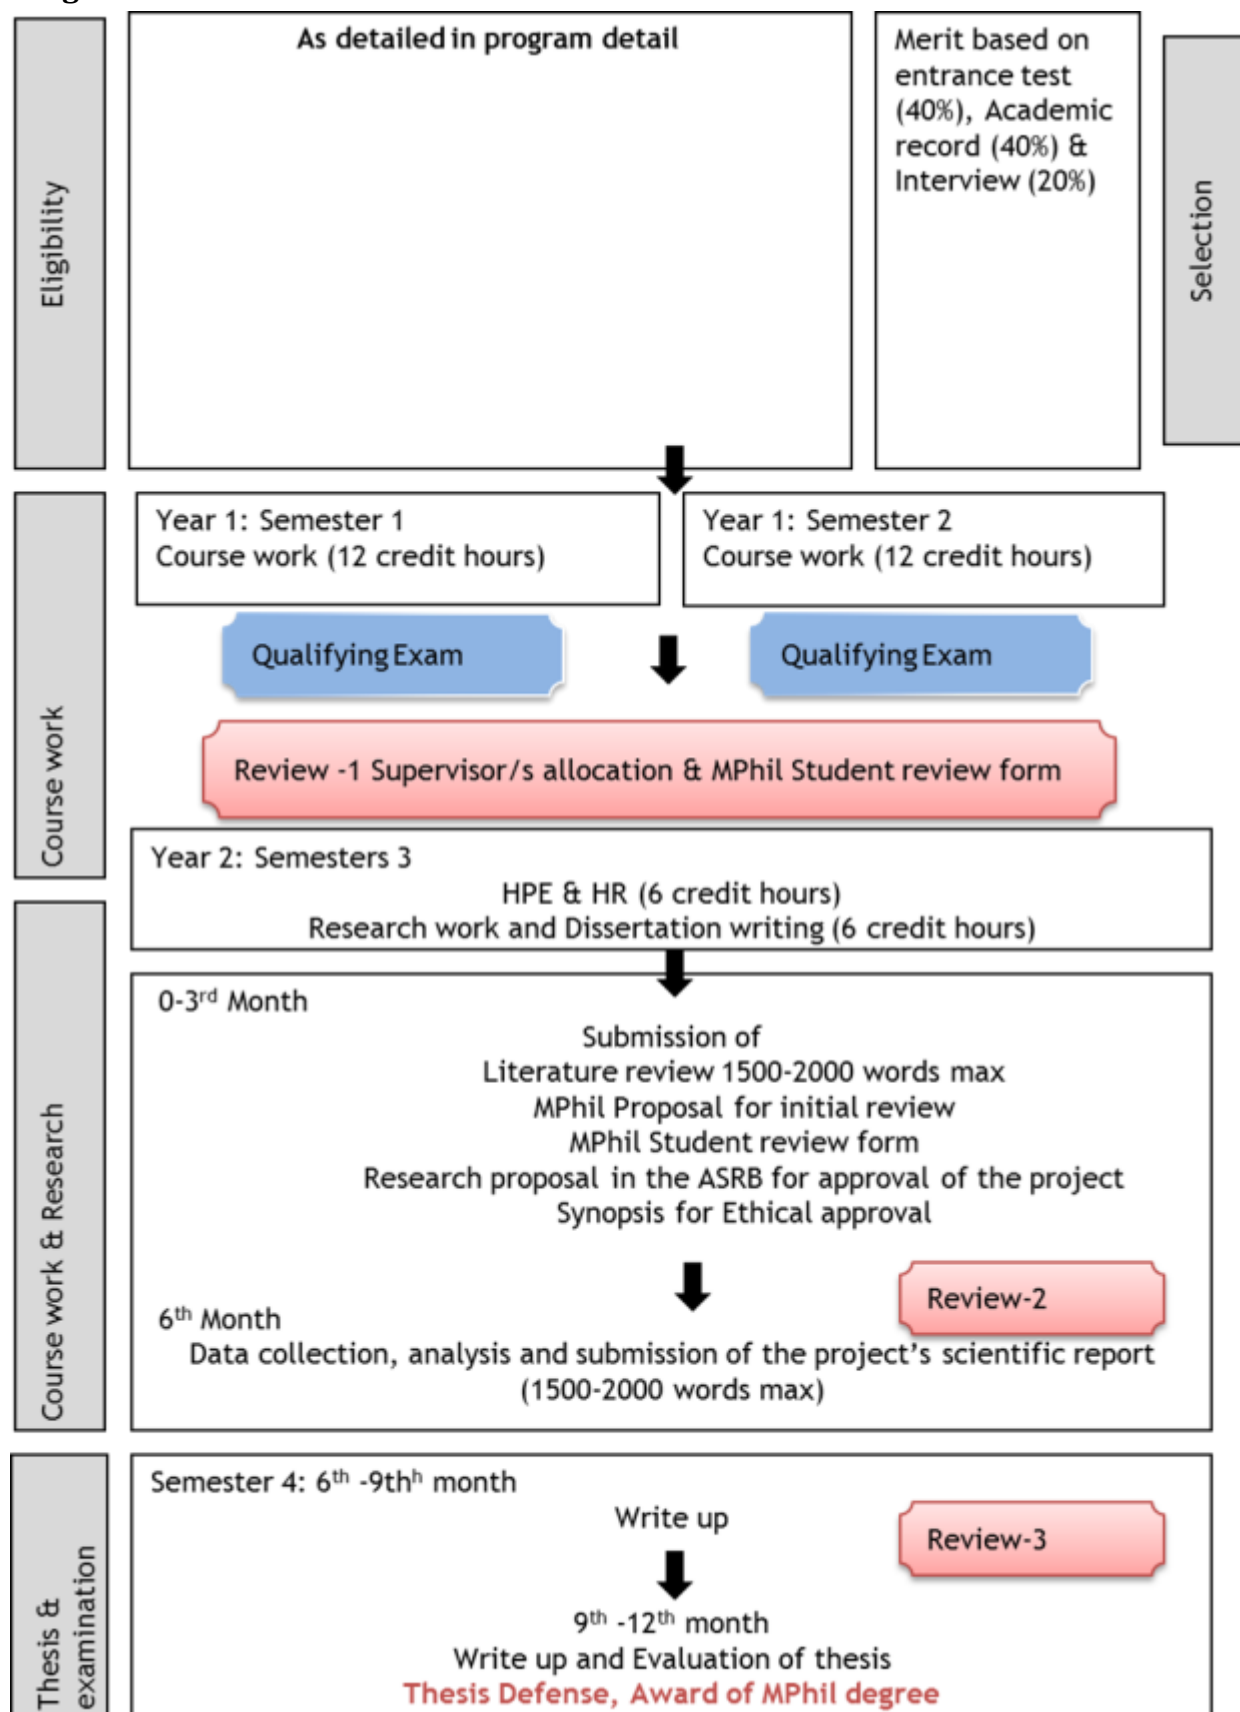 Eligibility
As detailed in program detail
Merit based on
entrance test
(40%), Academic
record (40%) &
Interview (20%)
Selection
Course work
Year 1: Semester 1
Course work (12 credit hours)
Year 1: Semester 2
Course work (12 credit hours)
Qualifying Exam
Qualifying Exam
Review -1 Supervisor/s allocation & MPhil Student review form
Year 2: Semesters 3
HPE & HR (6 credit hours)
Research work and Dissertation writing (6 credit hours)
Course work & Research
0-3rd Month
Submission of
Literature review 1500-2000 words max
MPhil Proposal for initial review
MPhil Student review form
Research proposal in the ASRB for approval of the project
Synopsis for Ethical approval
Review-2
6th Month
Data collection, analysis and submission of the project’s scientific report
(1500-2000 words max)
Thesis &
examination
Semester 4: 6th -9thh month
Write up
Review-3
9th -12th month
Write up and Evaluation of thesis
Thesis Defense, Award of MPhil degree